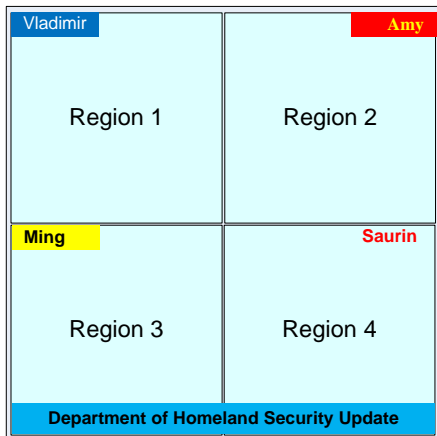 Vladimir
Amy
Region 1
Region 2
Ming
Saurin
Region 3
Region 4
Department of Homeland Security Update